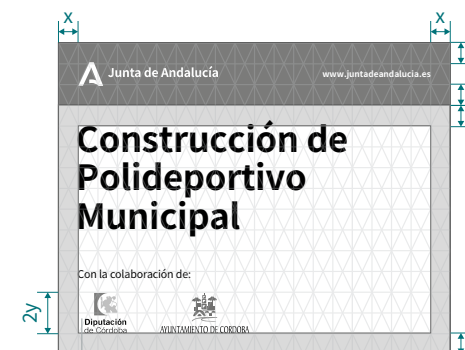 x x
Junta de Andalucía
www.juntadeandalucia.es
Construcción de
Polideportivo
Municipal
Con la colaboración de:
2y
Diputación
de Córdoba
AYUNTAMIENTO DE CORDOBA